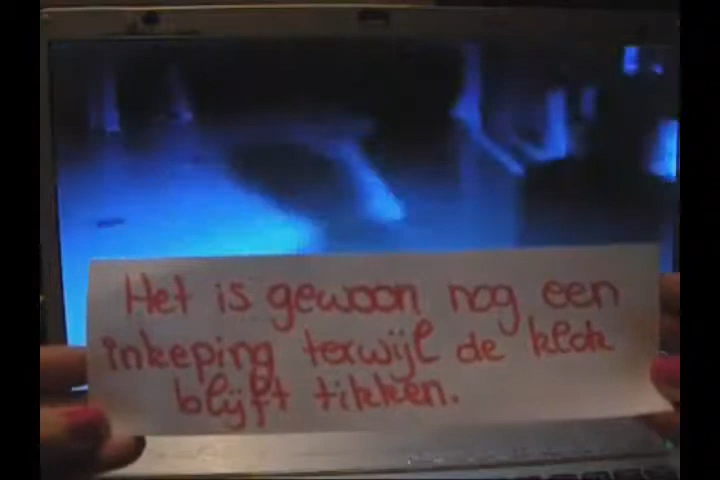 Het is gewoon nog een
inkeping terwijl de klok
blijft tikken.